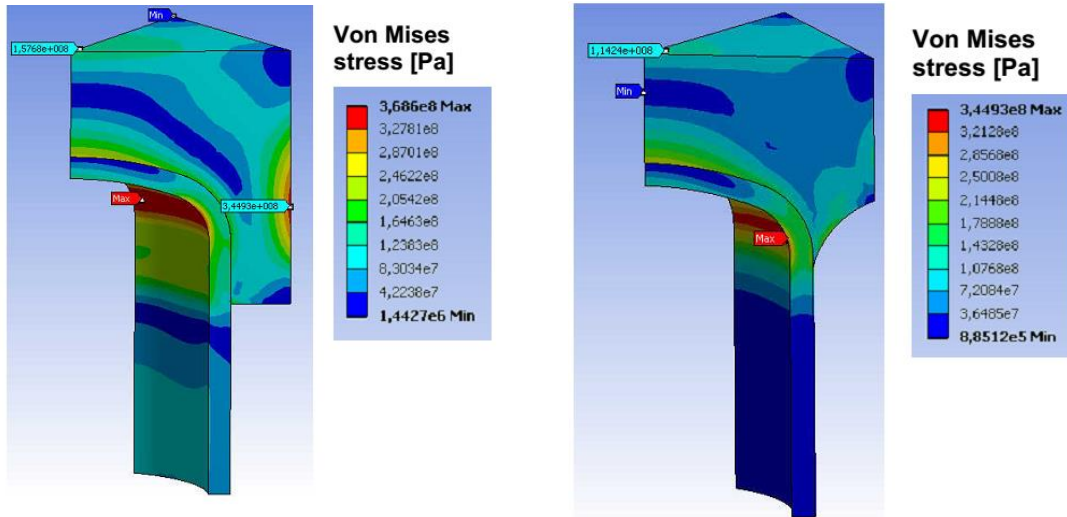 Min
1,5768e+008
Max
3,4493e+008
Von Mises
stress [Pa]
3,686e8 Max
3,2781e8
2,8701e8
2,4622e8
2,0542e8
1,6463e8
1,2383e8
8,3034e7
4,2238e7
1,4427e6 Min
1,1424e+008
Min
Max
Von Mises
stress [Pa]
3,4493e8 Max
3,2128e8
2,8568e8
2,5008e8
2,1448e8
1,7888e8
1,4328e8
1,0768e8
7,2084e7
3,6485e7
8,8512e5 Min